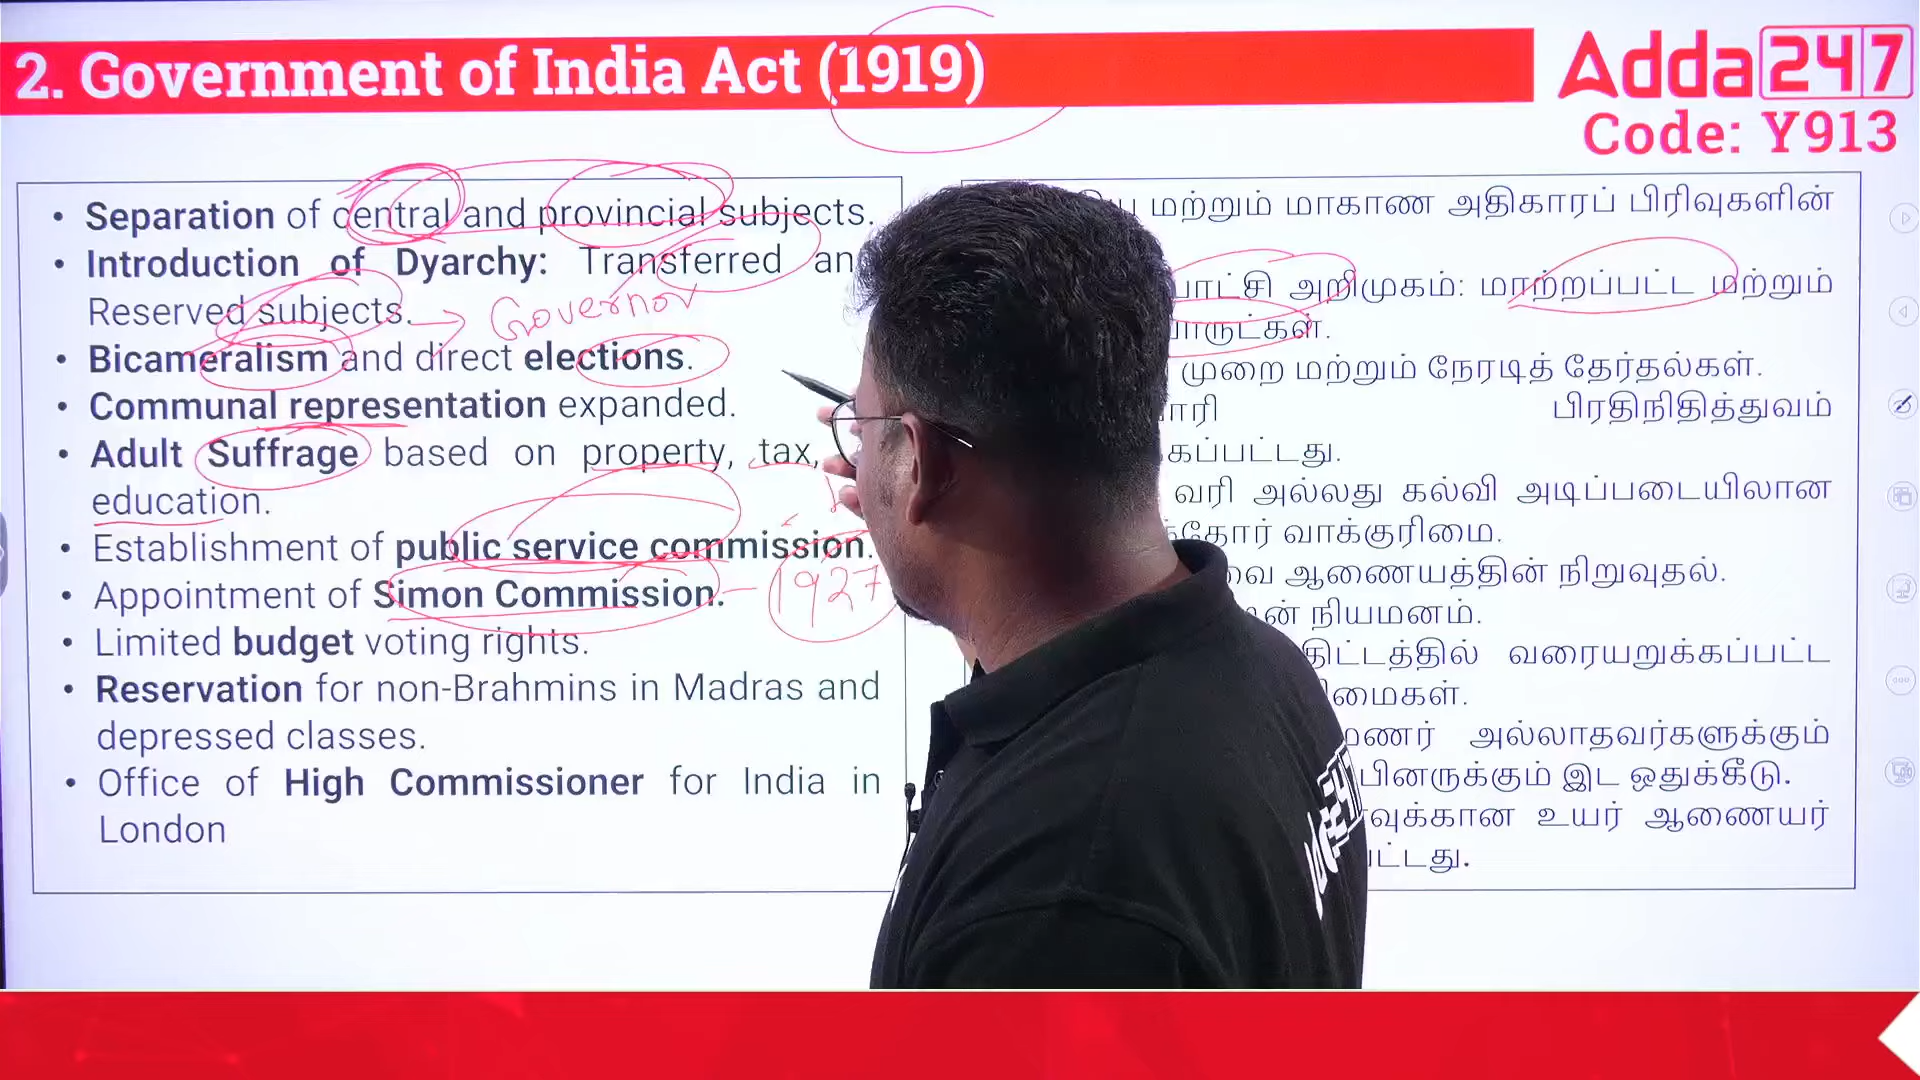 2. Government of India Act (1919)
Adda247
Code: Y913
• Separation of central and provincial subjects.
• Introduction of Dyarchy: Transferred an
Reserved subjects.
→ Governor
• Bicameralism and direct elections.
• Communal representation expanded.
• Adult Suffrage based on property, tax,
education.
• Establishment of public service commission.
• Appointment of Simon Commission. – 1927
• Limited budget voting rights.
• Reservation for non-Brahmins in Madras and
depressed classes.
• Office of High Commissioner for India in
London
மற்றும் மாகாண அதிகாரப் பிரிவுகளின்
அறிமுகம்: மாற்றப்பட்ட மற்றும்
முறை மற்றும் நேரடித் தேர்தல்கள்.
பிரதிநிதித்துவம்
வரி அல்லது கல்வி அடிப்படையிலான
வாக்குரிமை.
ஆணையத்தின் நிறுவுதல்.
நியமனம்.
வரையறுக்கப்பட்ட
அல்லாதவர்களுக்கும்
இட ஒதுக்கீடு.
உயர் ஆணையர்